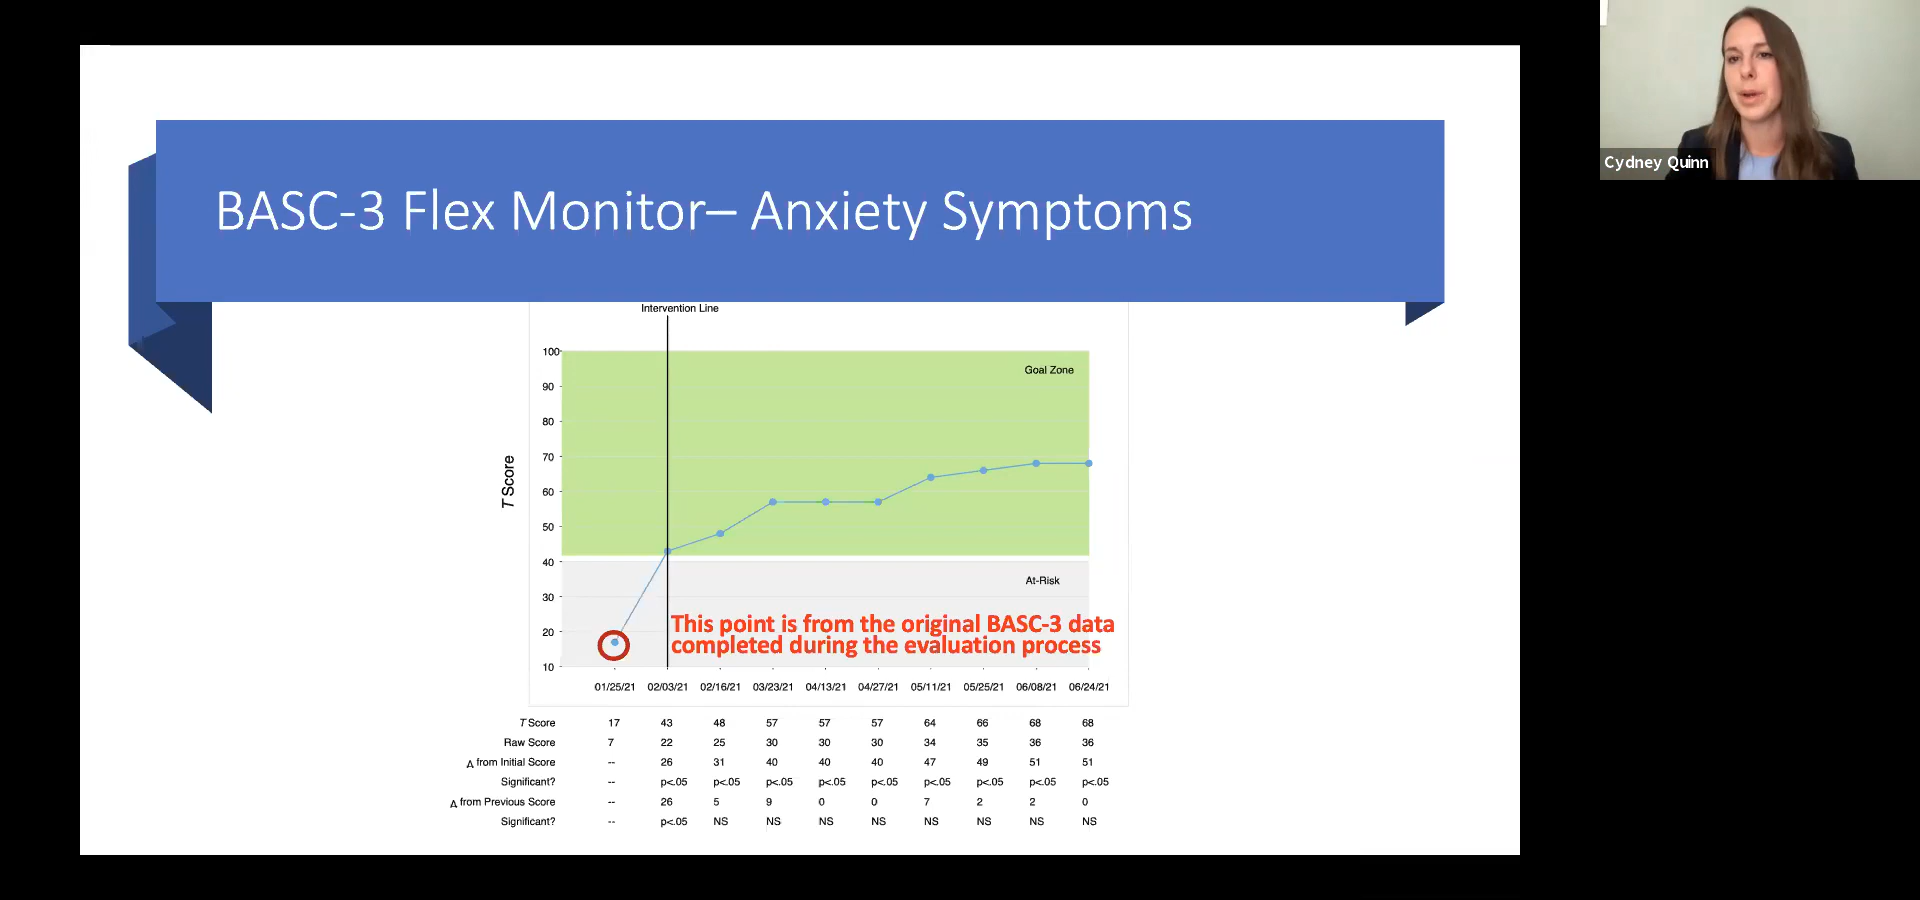 BASC-3 Flex Monitor– Anxiety Symptoms
Cydney Quinn
Intervention Line
100
90
80
70
60
50
40
30
20
10
T Score
Goal Zone
At-Risk
This point is from the original BASC-3 data
completed during the evaluation process
01/25/21 02/03/21 02/16/21 03/23/21 04/13/21 04/27/21 05/11/21 05/25/21 06/08/21 06/24/21
T Score 17 43 48 57 57 57 64 66 68 68
Raw Score 7 22 25 30 30 30 34 35 36 36
Δ from Initial Score -- 26 31 40 40 40 47 49 51 51
Significant? -- p<.05 p<.05 p<.05 p<.05 p<.05 p<.05 p<.05 p<.05 p<.05
Δ from Previous Score -- 26 5 9 0 0 7 2 2 0
Significant? -- p<.05 NS NS NS NS NS NS NS NS